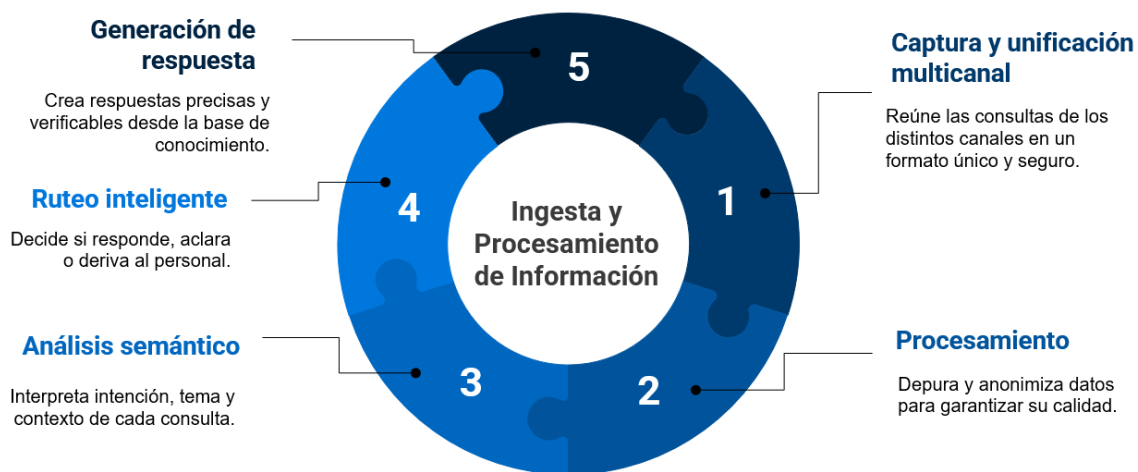 Generación de
respuesta
Crea respuestas precisas y
verificables desde la base de
conocimiento.
5
Captura y unificación
multicanal
Reúne las consultas de los
distintos canales en un
formato único y seguro.
1
Ruteo inteligente
Decide si responde, aclara
o deriva al personal.
4
Ingesta y
Procesamiento
de Información
Análisis semántico
Interpreta intención, tema y
contexto de cada consulta.
3
2
Procesamiento
Depura y anonimiza datos
para garantizar su calidad.